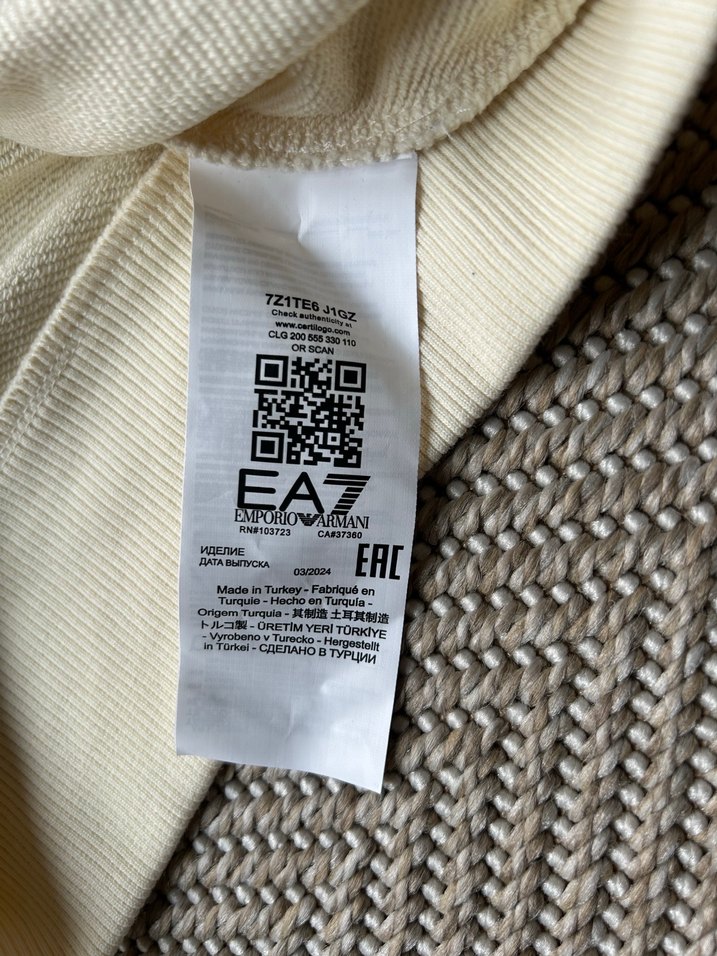 7Z1TE6 J1GZ
Check authenticity at
www.certilogo.com
CLG 200 555 330 110
OR SCAN
EA7
EMPORIO ARMANI
RN#103723 CA#37360
ИДЕЛИЕ
ДАТА ВЫПУСКА 03/2024 EAC
Made in Turkey - Fabriqué en
Turquie - Hecho en Turquía -
Origem Turquia - 其制造 土耳其制造
トルコ製 - ÜRETİM YERİ TÜRKİYE
- Vyrobeno v Turecko - Hergestellt
in Türkei - СДЕЛАНО В ТУРЦИИ